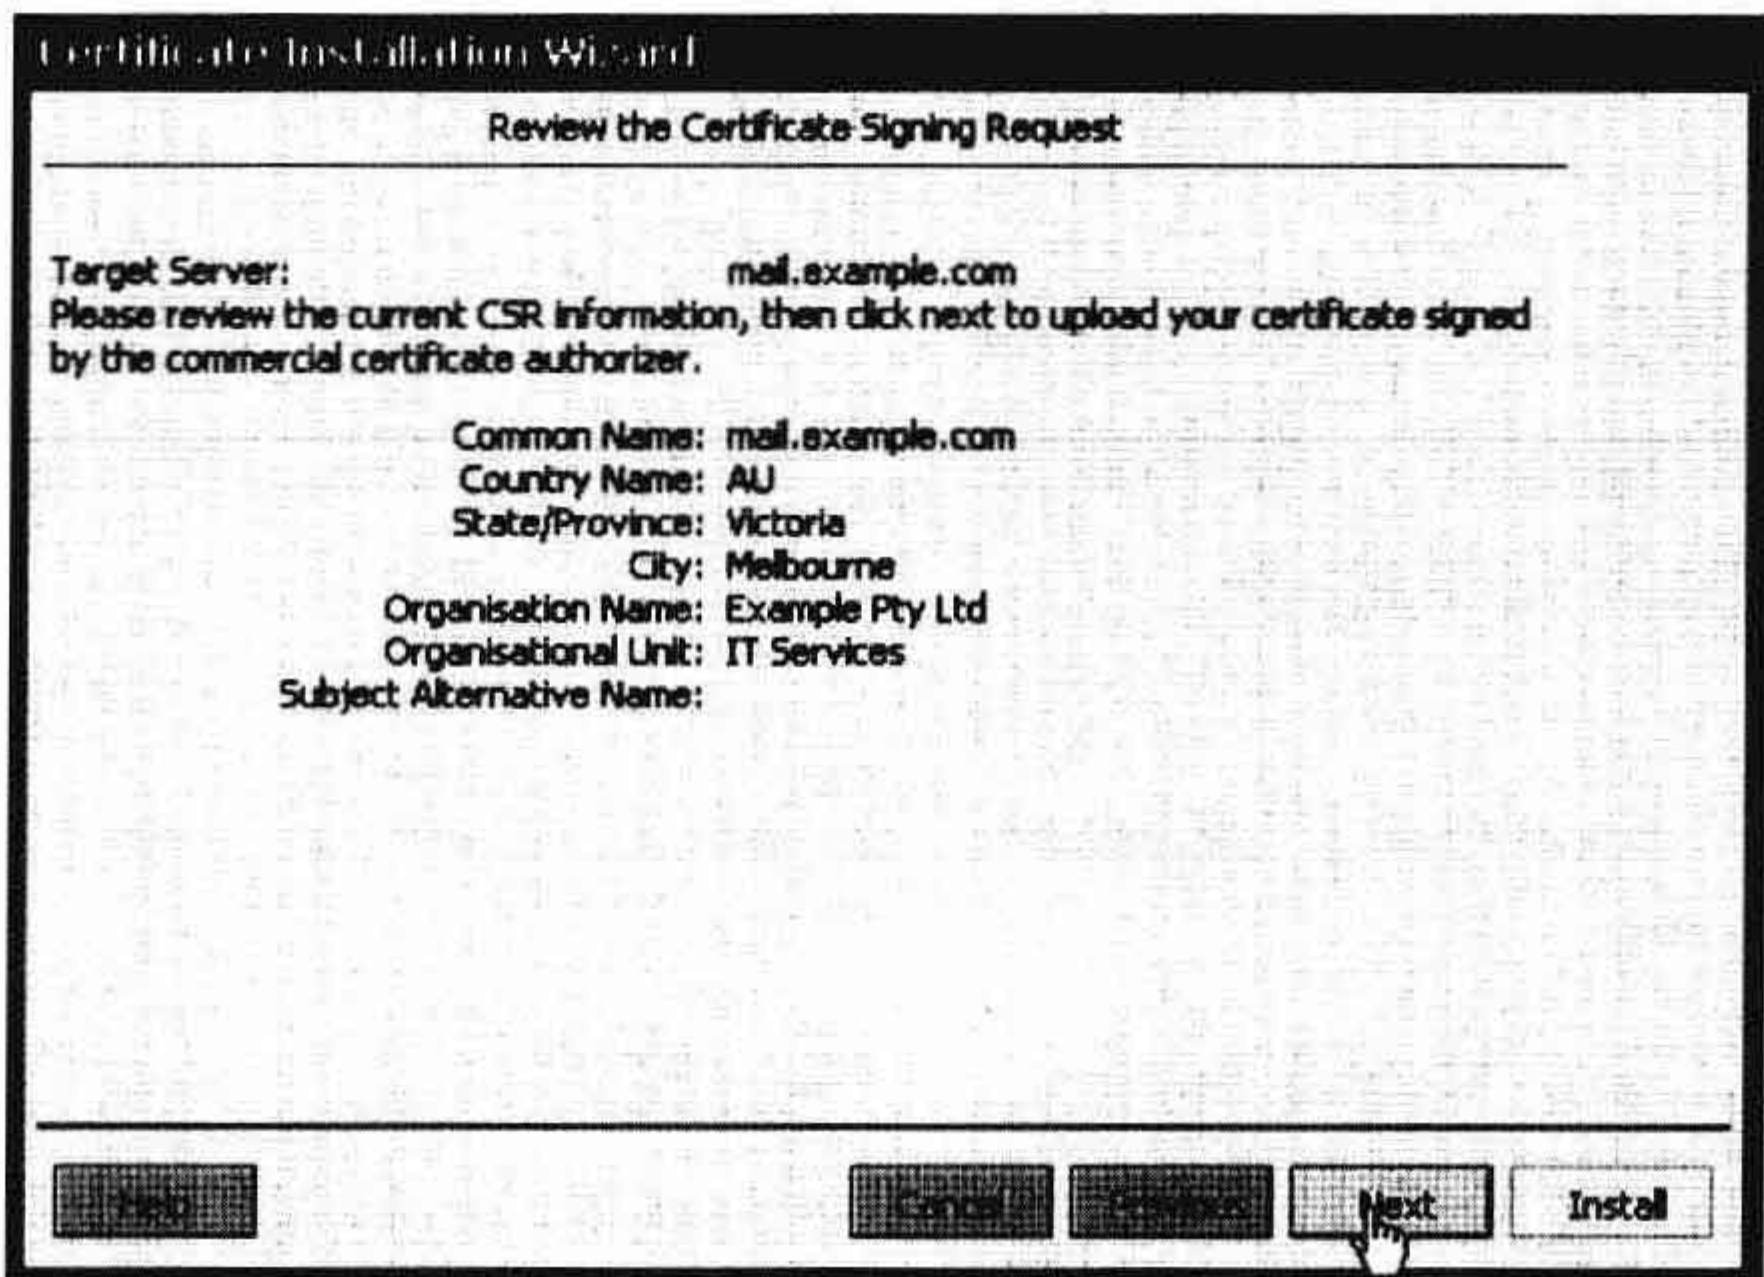 Certificate Installation Wizard
Review the Certificate Signing Request
Target Server: mail.example.com
Please review the current CSR information, then click next to upload your certificate signed
by the commercial certificate authorizer.
Common Name: mail.example.com
Country Name: AU
State/Province: Victoria
City: Melbourne
Organisation Name: Example Pty Ltd
Organisational Unit: IT Services
Subject Alternative Name:
Help Cancel Previous Next Install